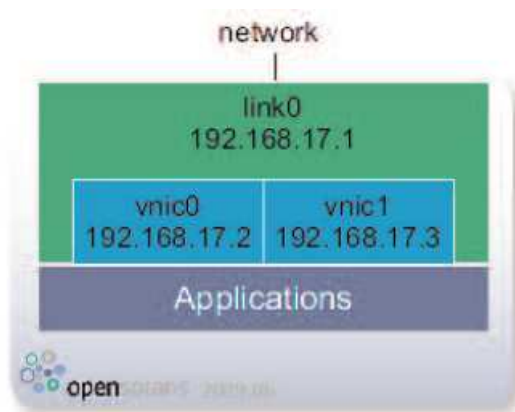 network
link0
192.168.17.1
vnic0
192.168.17.2
vnic1
192.168.17.3
Applications
open